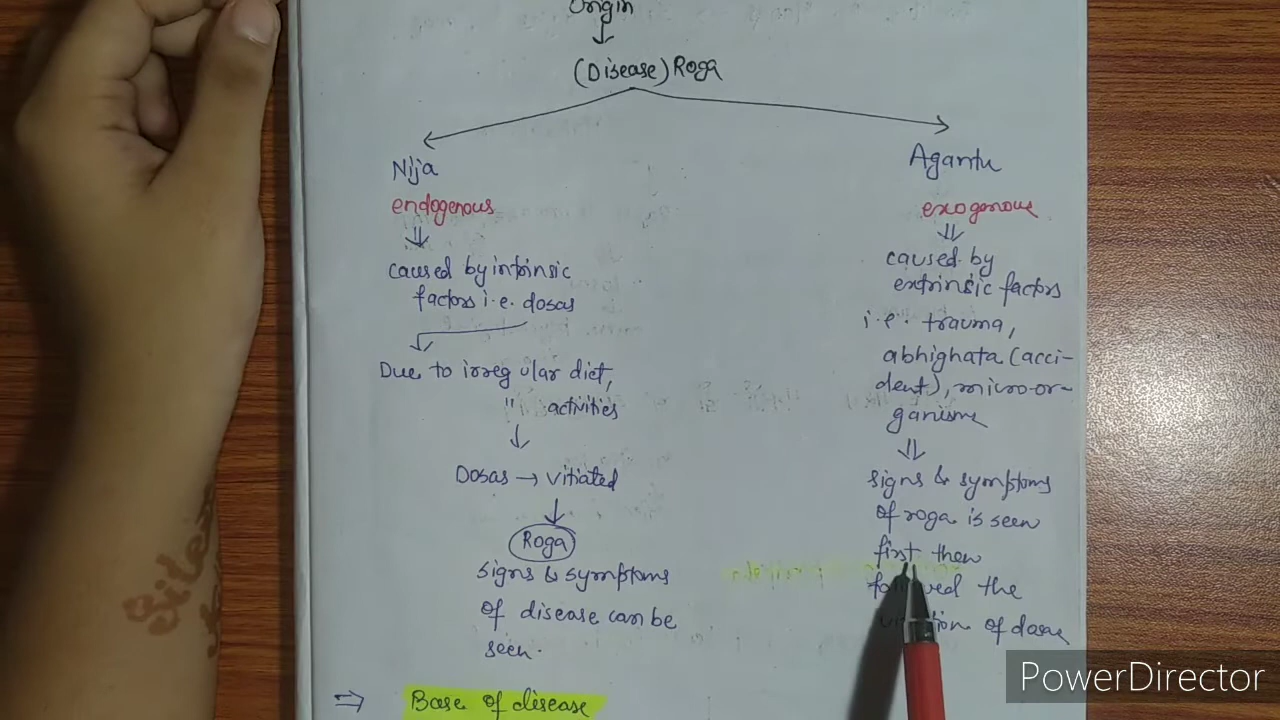 Origin
(Disease) Roga
Nija
endogenous
caused by intrinsic
factors i.e. dosas
Due to irregular diet,
" activities
Dosas → vitiated
Roga
signs & symptoms
of disease can be
seen.
⇒ Base of disease
Agantu
exogenous
caused by
extrinsic factors
i.e. trauma,
abhighata (acci-
dent), micro-or-
ganisms
signs & symptoms
of roga is seen
first then
the
of dosas
PowerDirector